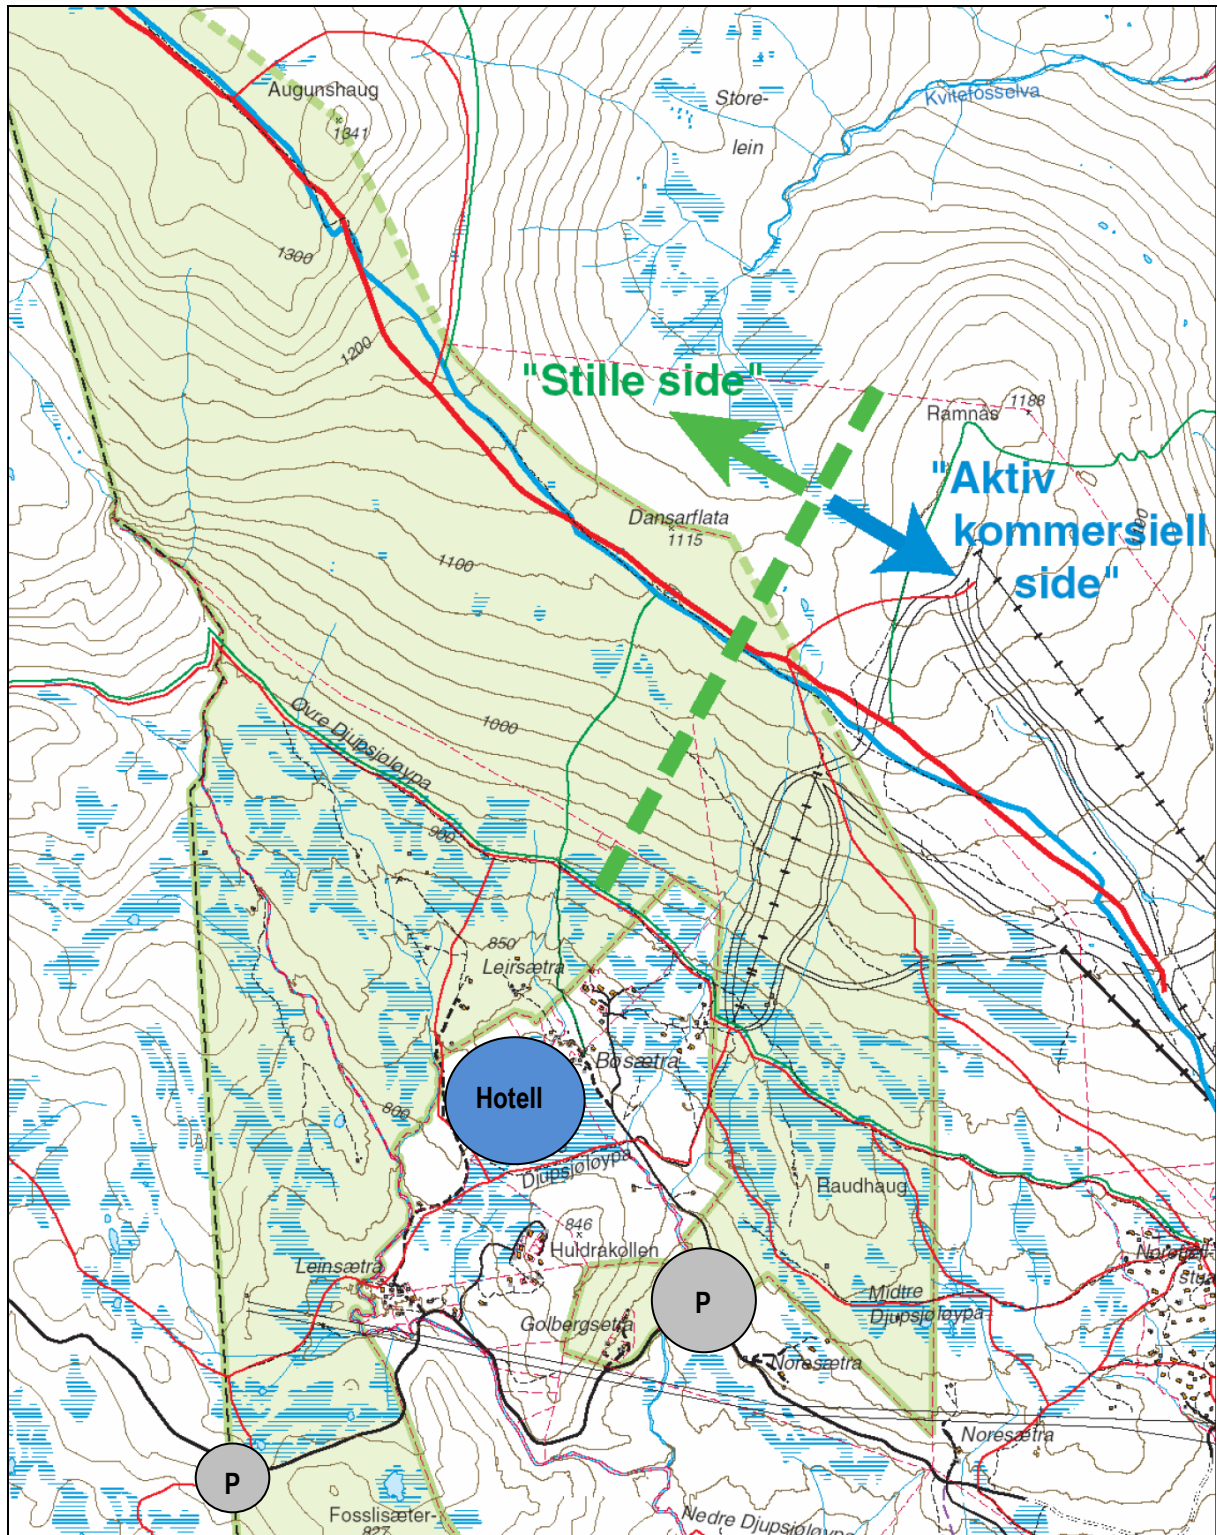 Augunshaug
1341
Store-
lein
Kvitefosselva
1300
1200
"Stille side"
Ramnås
1188
"Aktiv
kommersiell
side"
Dansarflata
1115
1100
1000
Øvre Djupsjøløypa
900
850
Leirsætra
Bøsætra
Hotell
800
Djupsjøløypa
Raudhaug
846
Huldrakollen
Leinsætra
P
Midtre
Djupsjøløypa
Golbergsetra
Noresætra
Noresætra
P
Fosslisæter-
827
Nedre Djupsjøløypa